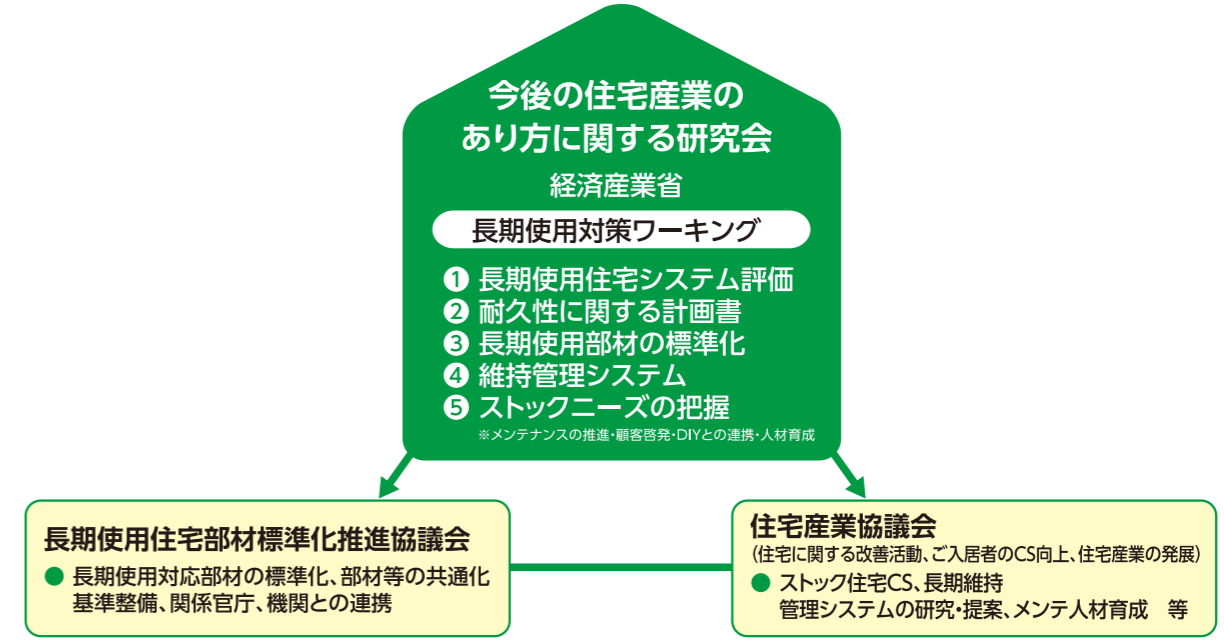 今後の住宅産業の
あり方に関する研究会
経済産業省
長期使用対策ワーキング
❶ 長期使用住宅システム評価
❷ 耐久性に関する計画書
❸ 長期使用部材の標準化
❹ 維持管理システム
❺ ストックニーズの把握
※メンテナンスの推進・顧客啓発・DIYとの連携・人材育成
長期使用住宅部材標準化推進協議会
● 長期使用対応部材の標準化、部材等の共通化
基準整備、関係官庁、機関との連携
住宅産業協議会
（住宅に関する改善活動、ご入居者のCS向上、住宅産業の発展）
● ストック住宅CS、長期維持
管理システムの研究・提案、メンテ人材育成　等